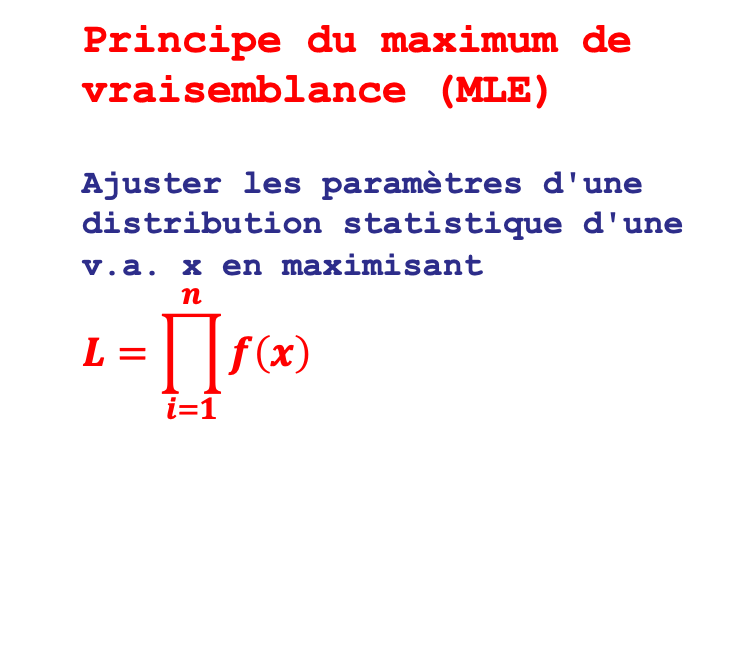 Principe du maximum de
vraisemblance (MLE)
Ajuster les paramètres d'une
distribution statistique d'une
v.a. x en maximisant
L = ∏_{i=1}^{n} f(x)